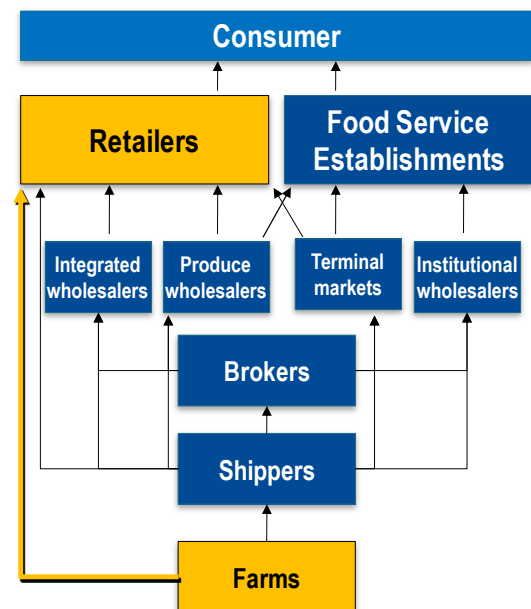 Consumer
Retailers
Food Service
Establishments
Integrated
wholesalers
Produce
wholesalers
Terminal
markets
Institutional
wholesalers
Brokers
Shippers
Farms